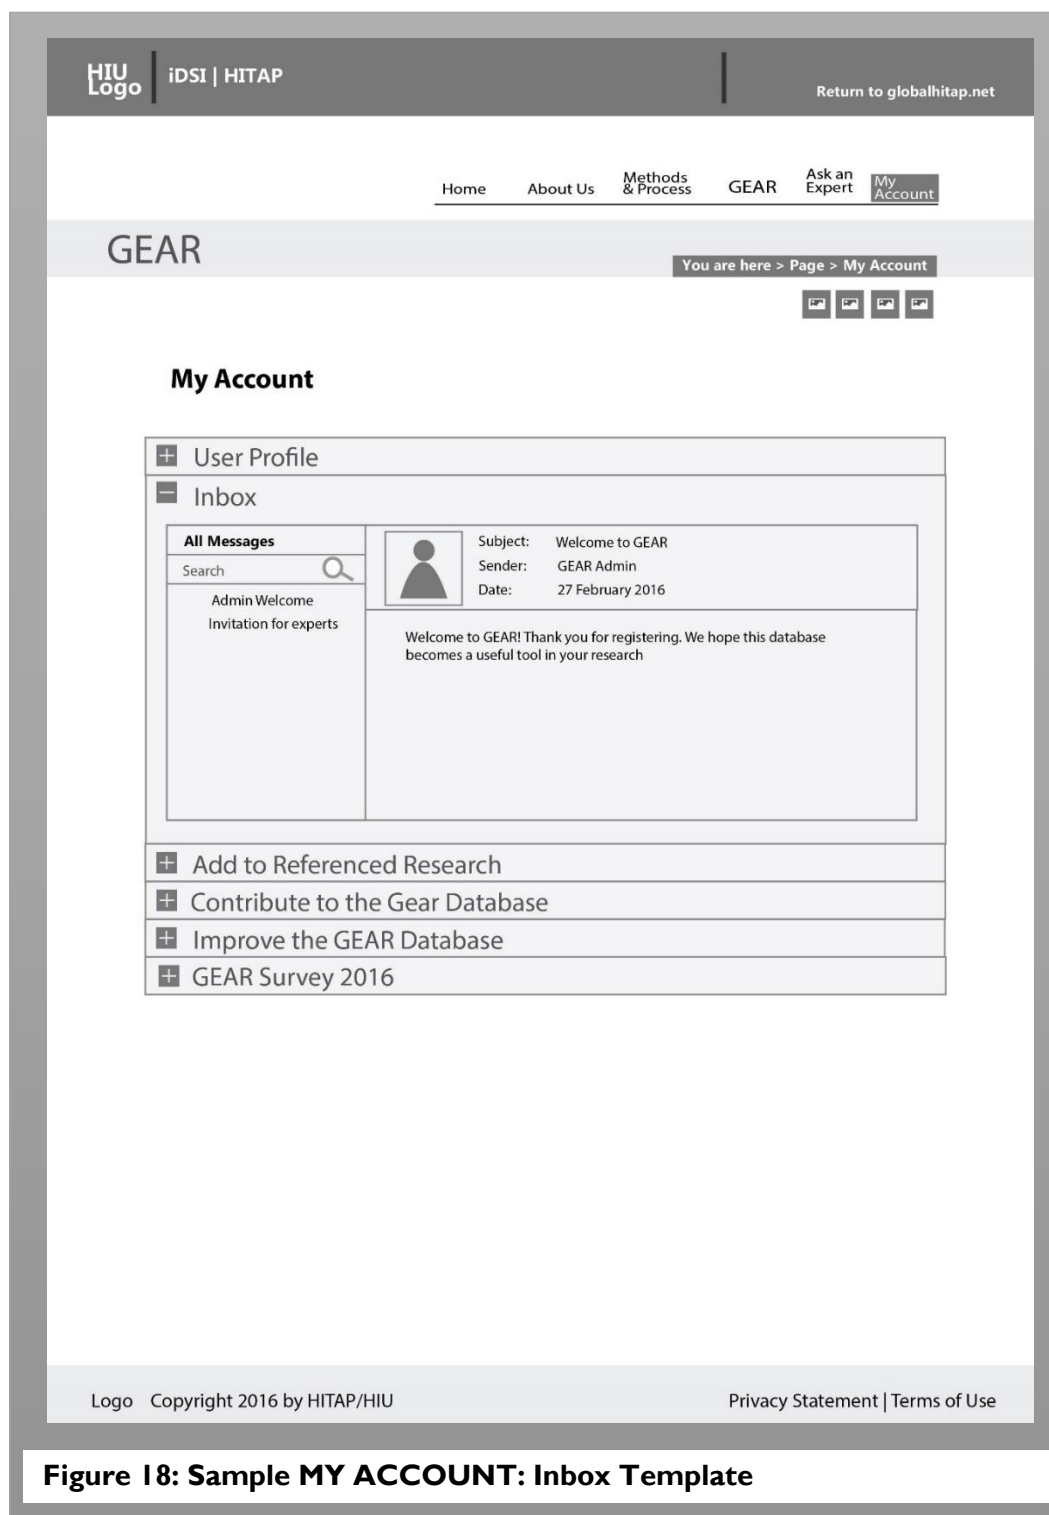 HIU
Logo
iDSI | HITAP
Return to globalhitap.net
Home About Us Methods & Process GEAR Ask an Expert My Account
GEAR
You are here > Page > My Account
My Account
User Profile
Inbox
All Messages
Search
Admin Welcome
Invitation for experts
Subject: Welcome to GEAR
Sender: GEAR Admin
Date: 27 February 2016
Welcome to GEAR! Thank you for registering. We hope this database
becomes a useful tool in your research
Add to Referenced Research
Contribute to the Gear Database
Improve the GEAR Database
GEAR Survey 2016
Logo Copyright 2016 by HITAP/HIU
Privacy Statement | Terms of Use
Figure 18: Sample MY ACCOUNT: Inbox Template